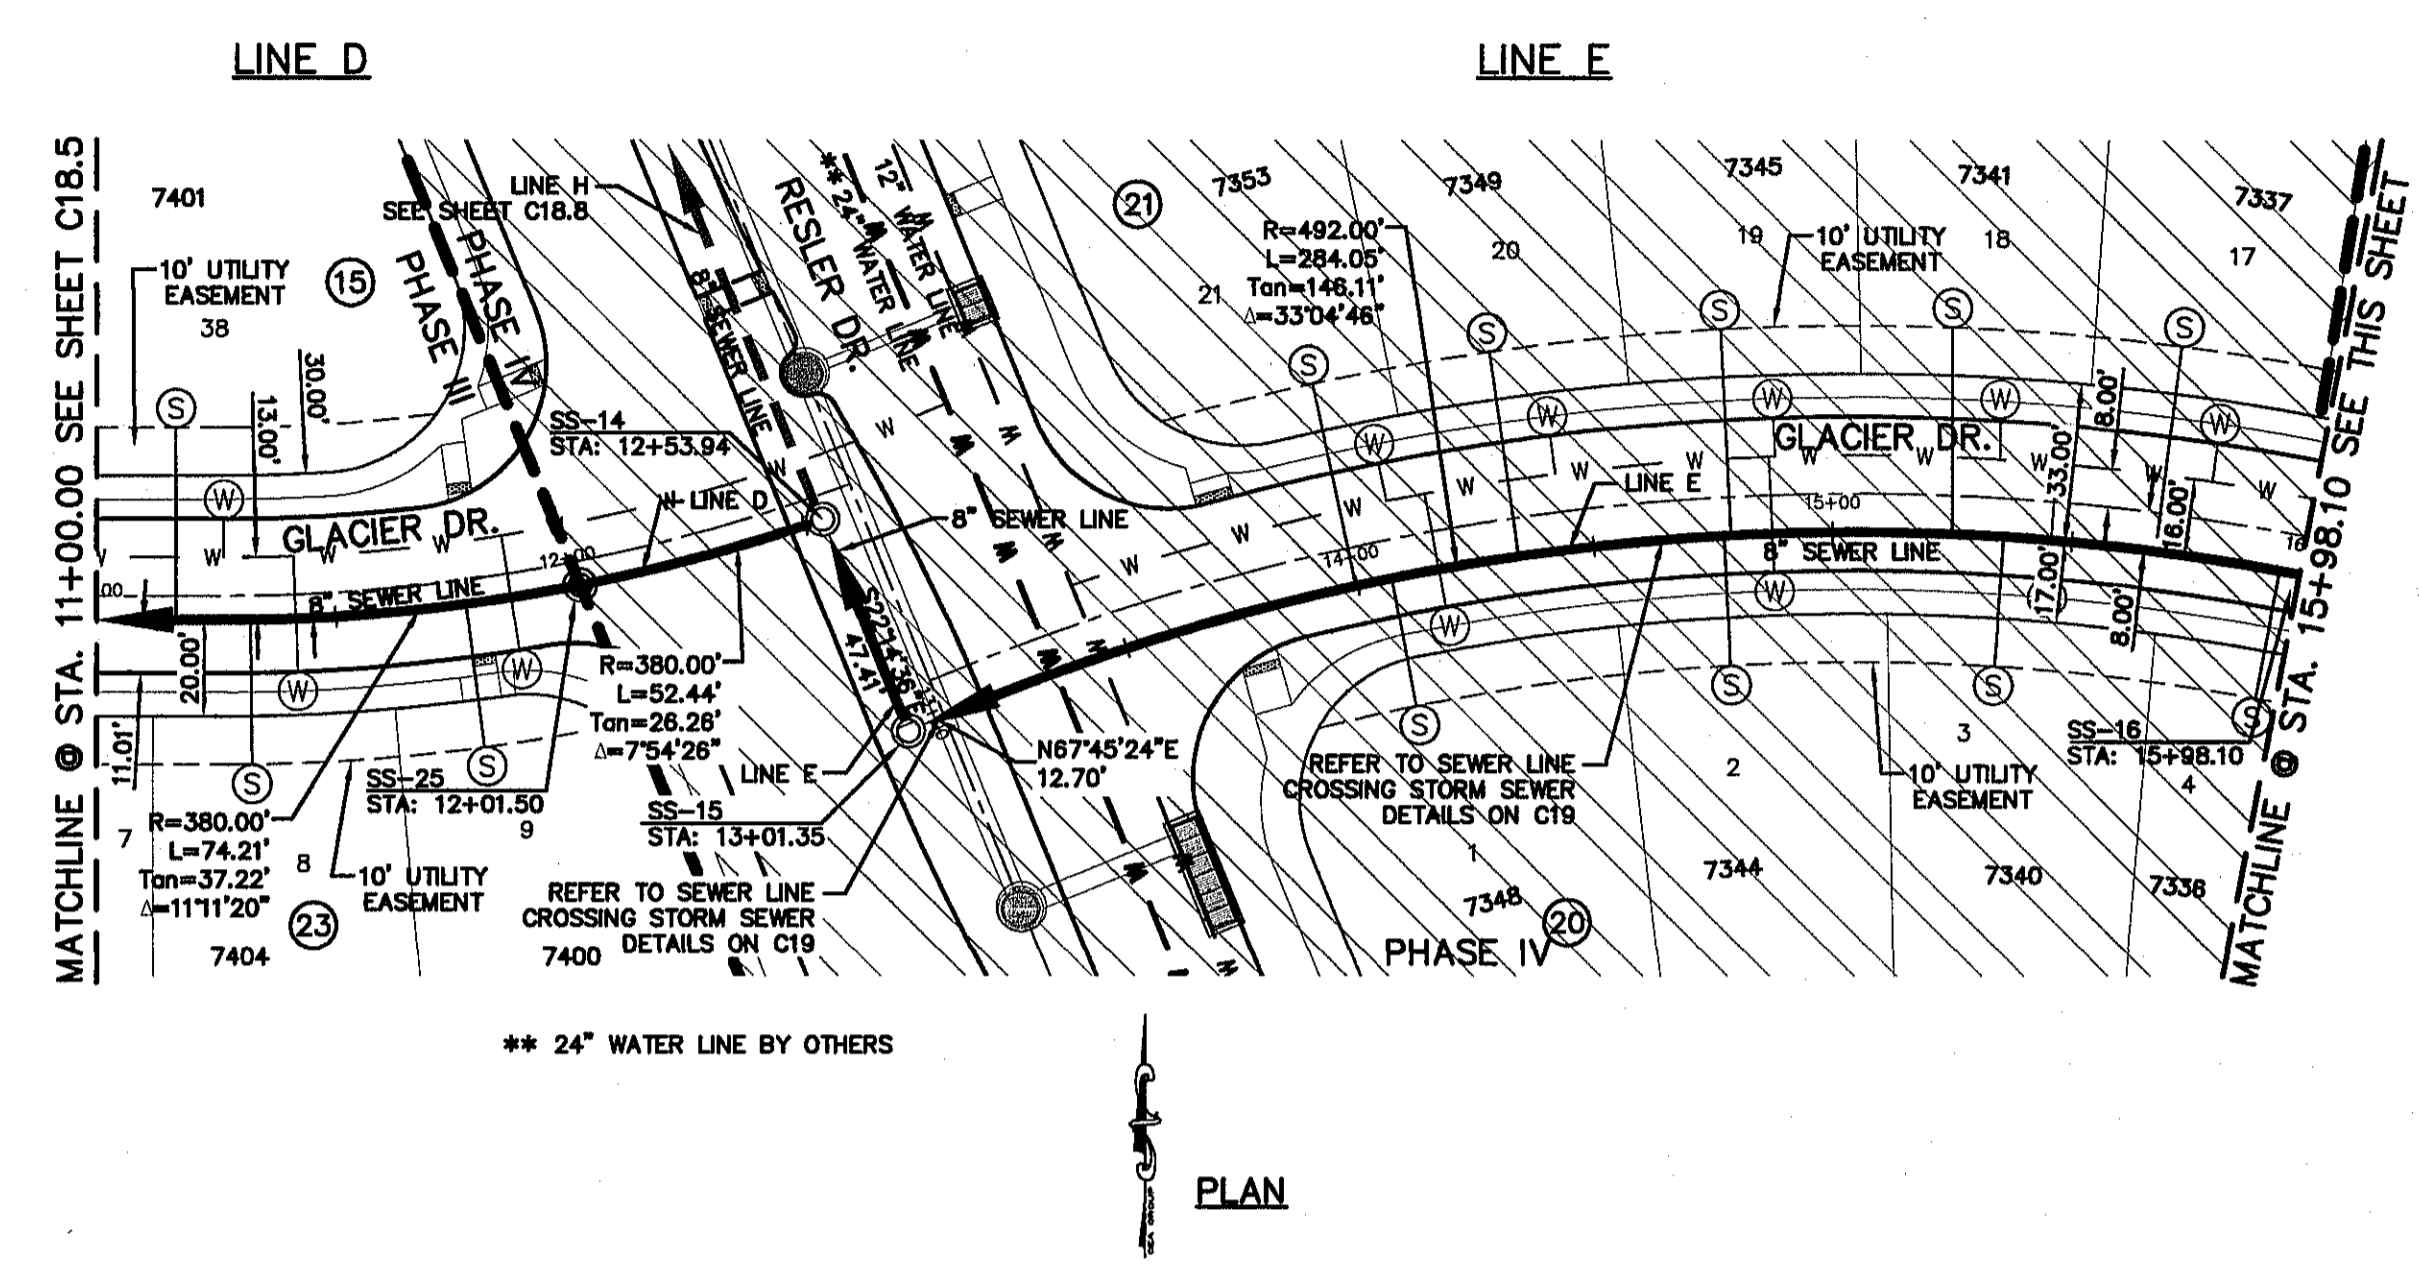 LINE D
LINE E
MATCHLINE @ STA. 11+00.00 SEE SHEET C18.5
7401
10' UTILITY
EASEMENT
38
15
PHASE III
PHASE IV
LINE H
SEE SHEET C18.8
8" SEWER LINE
RESLER DR.
** 24" WATER LINE
12" WATER LINE
21
7353
7349
7345
7341
7337
R=492.00'
L=284.05'
Tan=146.11'
Δ=33°04'46"
21
20
19
18
17
10' UTILITY
EASEMENT
30.00'
13.00'
SS-14
STA: 12+53.94
LINE D
GLACIER DR.
12+00
8" SEWER LINE
00
20.00'
11.01'
8" SEWER LINE
S22°14'36"E
47.41'
GLACIER DR.
LINE E
14+00
15+00
16
8" SEWER LINE
33.00'
8.00'
16.00'
17.00'
8.00'
MATCHLINE @ STA. 15+98.10 SEE THIS SHEET
R=380.00'
L=52.44'
Tan=26.26'
Δ=7°54'26"
LINE E
N67°45'24"E
12.70'
SS-25
STA: 12+01.50
SS-15
STA: 13+01.35
SS-16
STA: 15+98.10
R=380.00'
L=74.21'
Tan=37.22'
Δ=11°11'20"
7
8
9
10' UTILITY
EASEMENT
23
7404
7400
REFER TO SEWER LINE
CROSSING STORM SEWER
DETAILS ON C19
REFER TO SEWER LINE
CROSSING STORM SEWER
DETAILS ON C19
1
2
3
4
10' UTILITY
EASEMENT
7348
7344
7340
7336
20
PHASE IV
** 24" WATER LINE BY OTHERS
PLAN